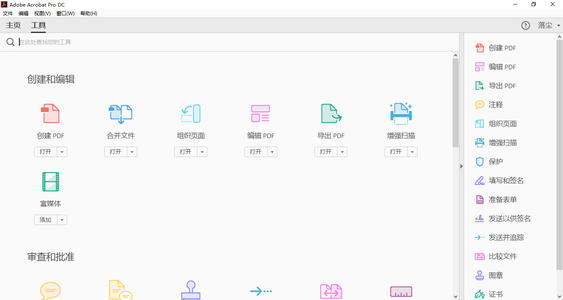 Adobe Acrobat Pro DC
文件 编辑 视图(V) 窗口(W) 帮助(H)
主页 工具
落尘
在此处查找您的工具
创建和编辑
创建 PDF
合并文件
组织页面
编辑 PDF
导出 PDF
增强扫描
打开
打开
打开
打开
打开
打开
富媒体
添加
审查和批准
创建 PDF
编辑 PDF
导出 PDF
注释
组织页面
增强扫描
保护
填写和签名
准备表单
发送以供签名
发送并追踪
比较文件
图章
证书